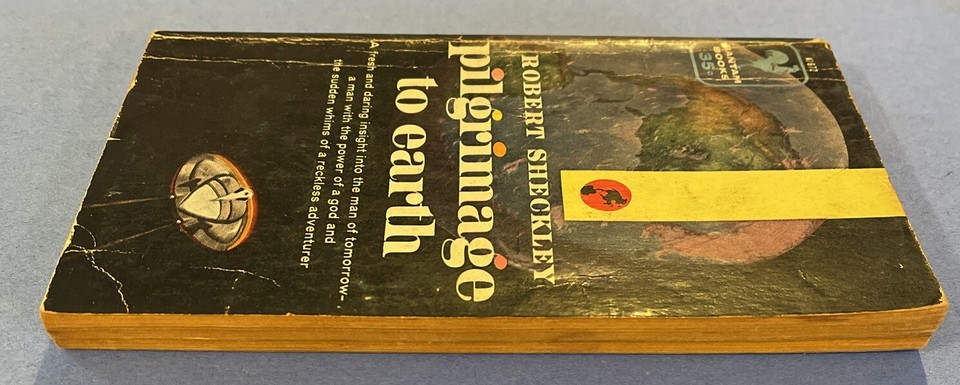 BANTAM
BOOKS
35¢
ROBERT SHECKLEY
pilgrimage
to earth
A fresh and daring insight into the man of tomorrow–
a man with the power of a god and
the sudden whims of a reckless adventurer